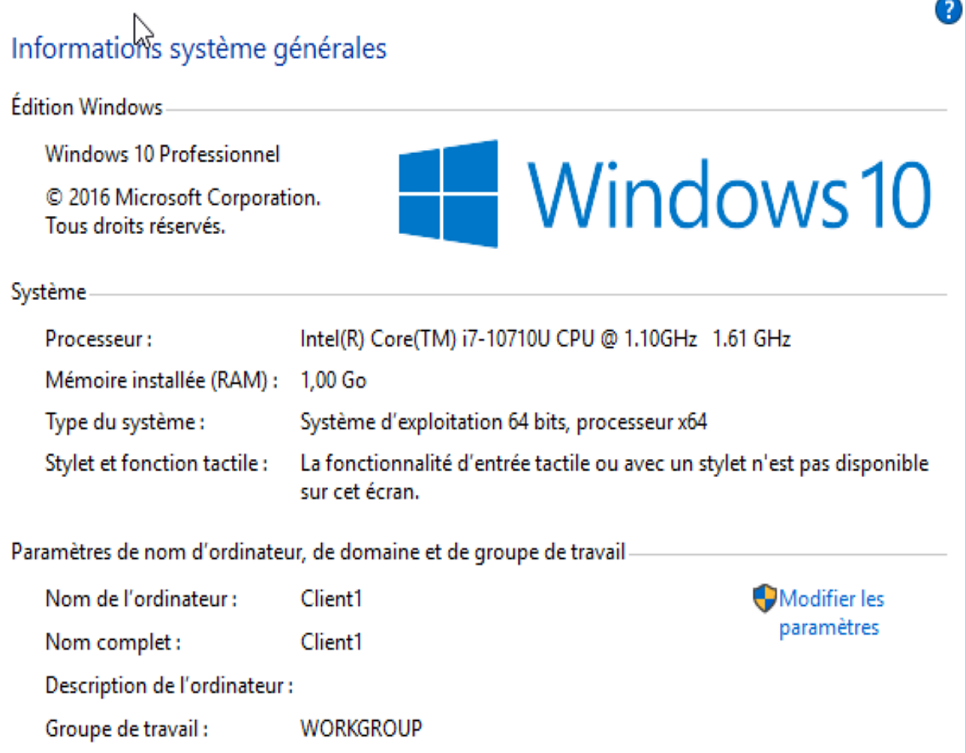 ?
Informations système générales
Édition Windows
Windows 10 Professionnel
© 2016 Microsoft Corporation.
Tous droits réservés.
Windows 10
Système
Processeur : Intel(R) Core(TM) i7-10710U CPU @ 1.10GHz 1.61 GHz
Mémoire installée (RAM) : 1,00 Go
Type du système : Système d'exploitation 64 bits, processeur x64
Stylet et fonction tactile : La fonctionnalité d'entrée tactile ou avec un stylet n'est pas disponible
sur cet écran.
Paramètres de nom d'ordinateur, de domaine et de groupe de travail
Nom de l'ordinateur : Client1 Modifier les
paramètres
Nom complet : Client1
Description de l'ordinateur :
Groupe de travail : WORKGROUP